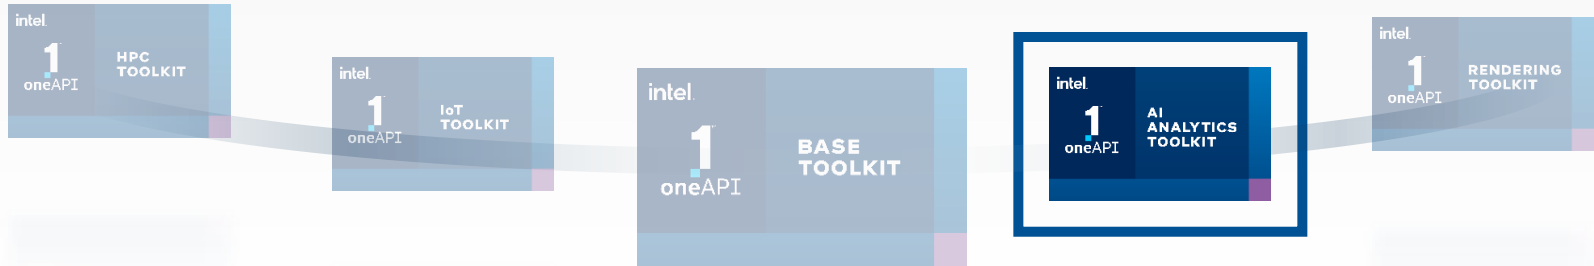 intel.
1
oneAPI
HPC
TOOLKIT
intel.
1
oneAPI
IoT
TOOLKIT
intel.
1
oneAPI
BASE
TOOLKIT
intel.
1
oneAPI
AI
ANALYTICS
TOOLKIT
intel.
1
oneAPI
RENDERING
TOOLKIT